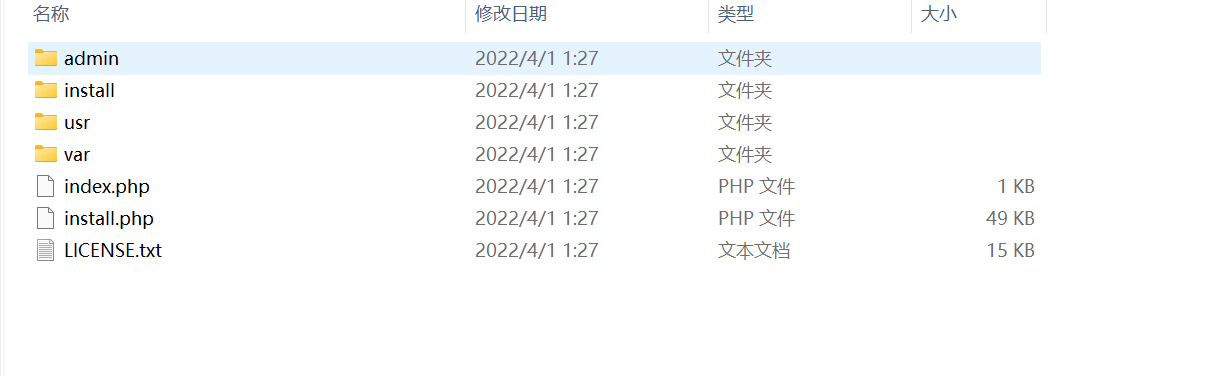 名称 修改日期 类型 大小
admin 2022/4/1 1:27 文件夹
install 2022/4/1 1:27 文件夹
usr 2022/4/1 1:27 文件夹
var 2022/4/1 1:27 文件夹
index.php 2022/4/1 1:27 PHP 文件 1 KB
install.php 2022/4/1 1:27 PHP 文件 49 KB
LICENSE.txt 2022/4/1 1:27 文本文档 15 KB